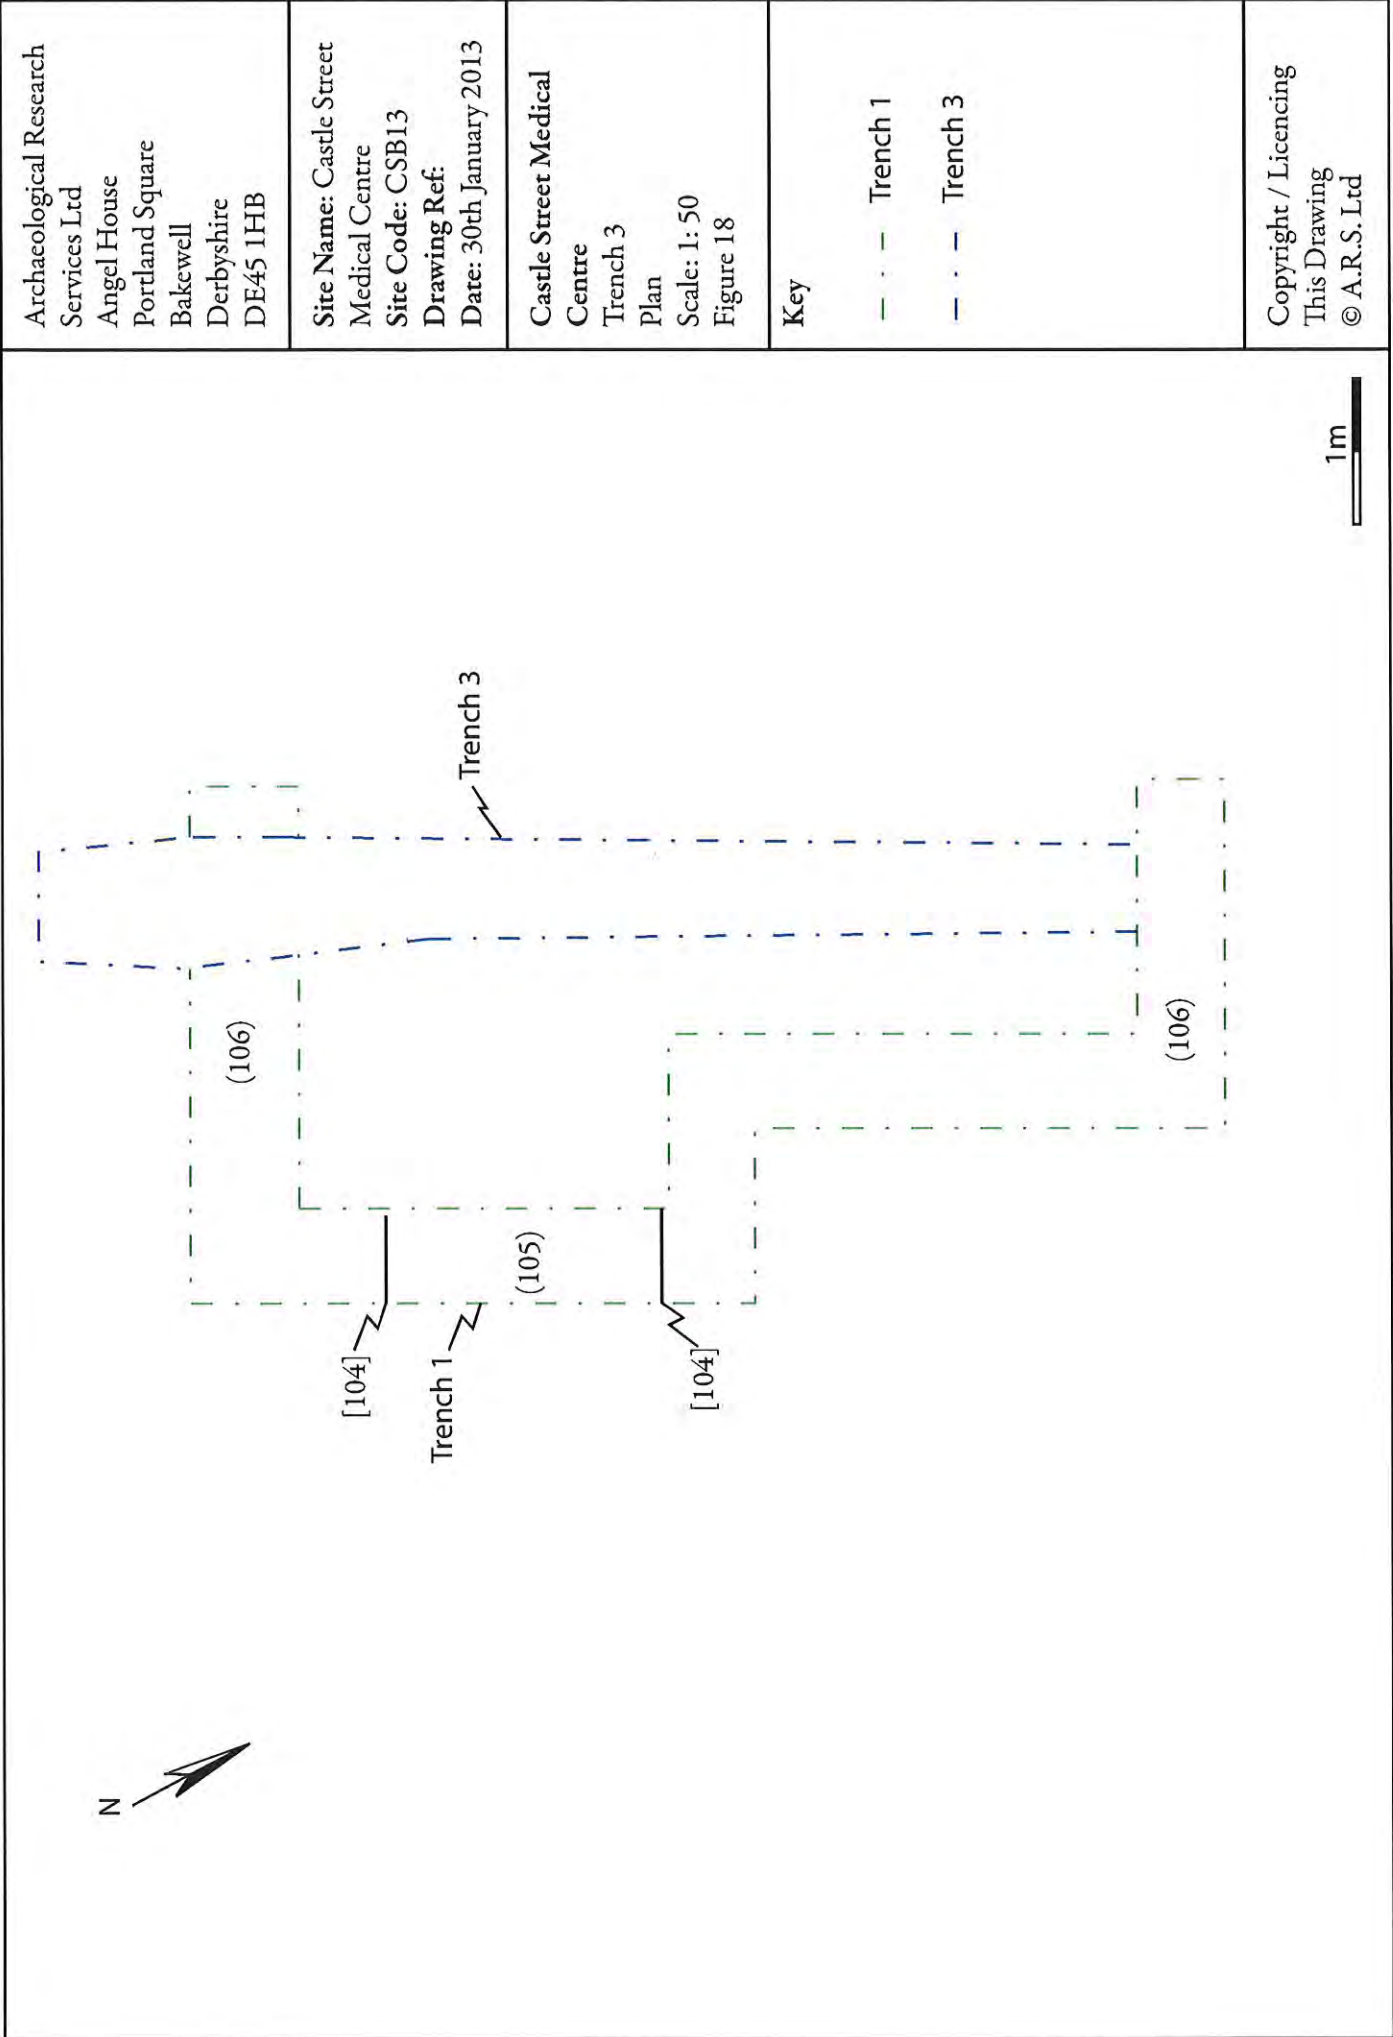 Archaeological Research
Services Ltd
Angel House
Portland Square
Bakewell
Derbyshire
DE45 1HB
Site Name: Castle Street
Medical Centre
Site Code: CSB13
Drawing Ref:
Date: 30th January 2013
Castle Street Medical
Centre
Trench 3
Plan
Scale: 1: 50
Figure 18
Key
Trench 1
Trench 3
Copyright / Licencing
This Drawing
© A.R.S. Ltd
N
[104]
Trench 1
[104]
(105)
(106)
(106)
Trench 3
1m